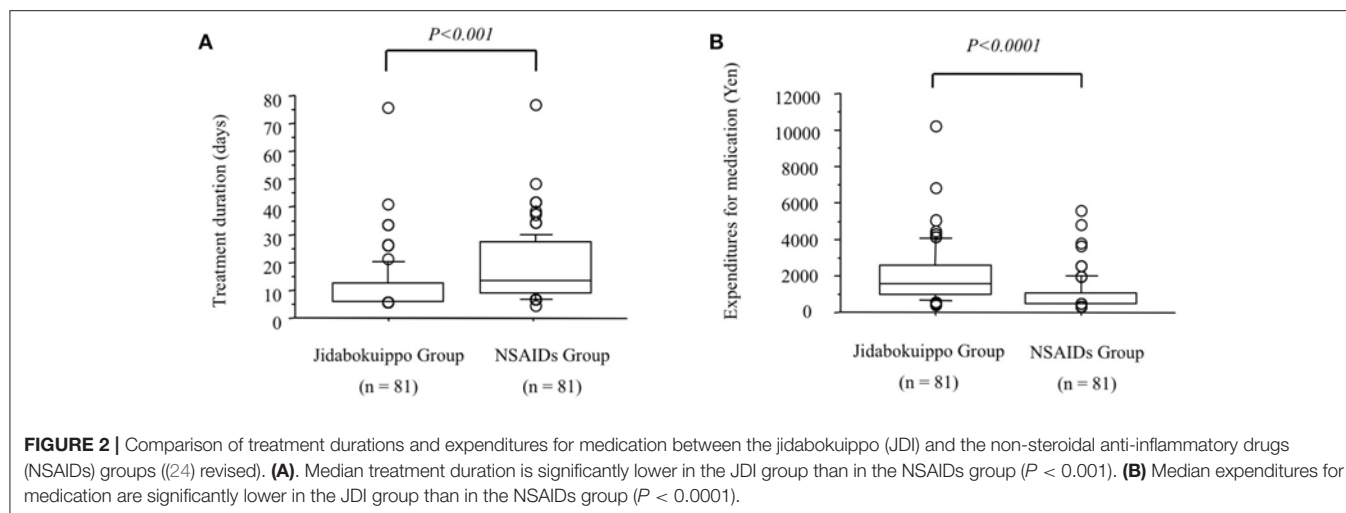 A
P<0.001
Treatment duration (days)
80
70
60
50
40
30
20
10
0
Jidabokuippo Group
(n = 81)
NSAIDs Group
(n = 81)
B
P<0.0001
Expenditures for medication (Yen)
12000
10000
8000
6000
4000
2000
0
Jidabokuippo Group
(n = 81)
NSAIDs Group
(n = 81)
FIGURE 2 | Comparison of treatment durations and expenditures for medication between the jidabokuippo (JDI) and the non-steroidal anti-inflammatory drugs
(NSAIDs) groups ((24) revised). (A). Median treatment duration is significantly lower in the JDI group than in the NSAIDs group (P < 0.001). (B) Median expenditures for
medication are significantly lower in the JDI group than in the NSAIDs group (P < 0.0001).